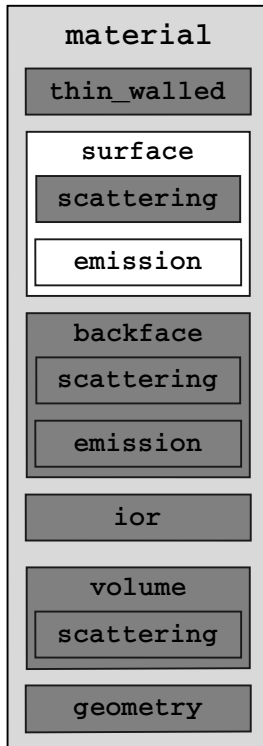 material
thin_walled
surface
scattering
emission
backface
scattering
emission
ior
volume
scattering
geometry